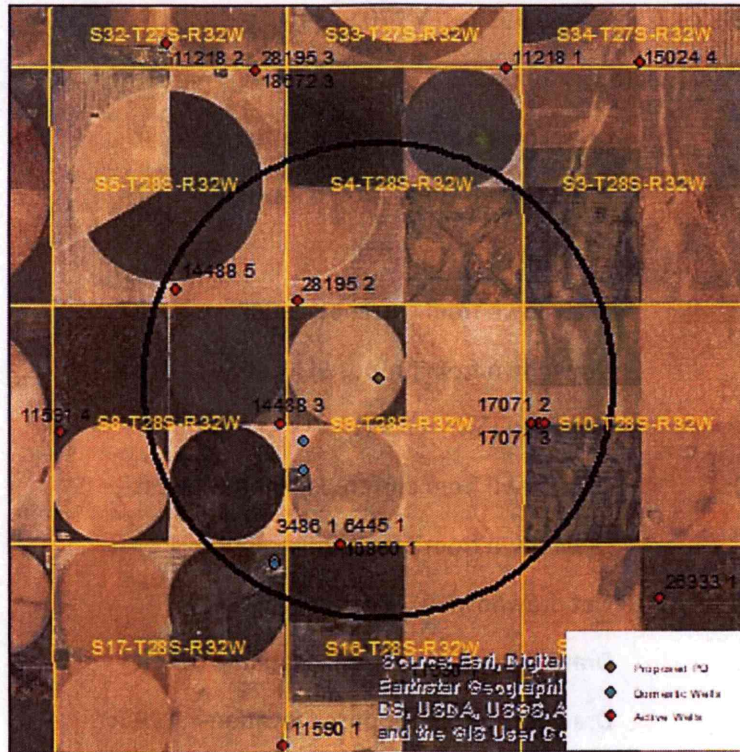 S32-T27S-R32W
S33-T27S-R32W
S34-T27S-R32W
11218 2
28195 3
18672 3
11218 1
15024 4
S5-T28S-R32W
S4-T28S-R32W
S3-T28S-R32W
14488 5
28195 2
11591 4
S8-T28S-R32W
14438 3
S9-T28S-R32W
17071 2
17071 3
S10-T28S-R32W
3486 1
6445 1
10860 1
26333 1
S17-T28S-R32W
S16-T28S-R32W
Source: Esri, Digital
Earthstar Geographi
DS, USDA, USGS, A
and the GIS User Co
11590 1
Proposed PD
Domestic Wells
Active Wells